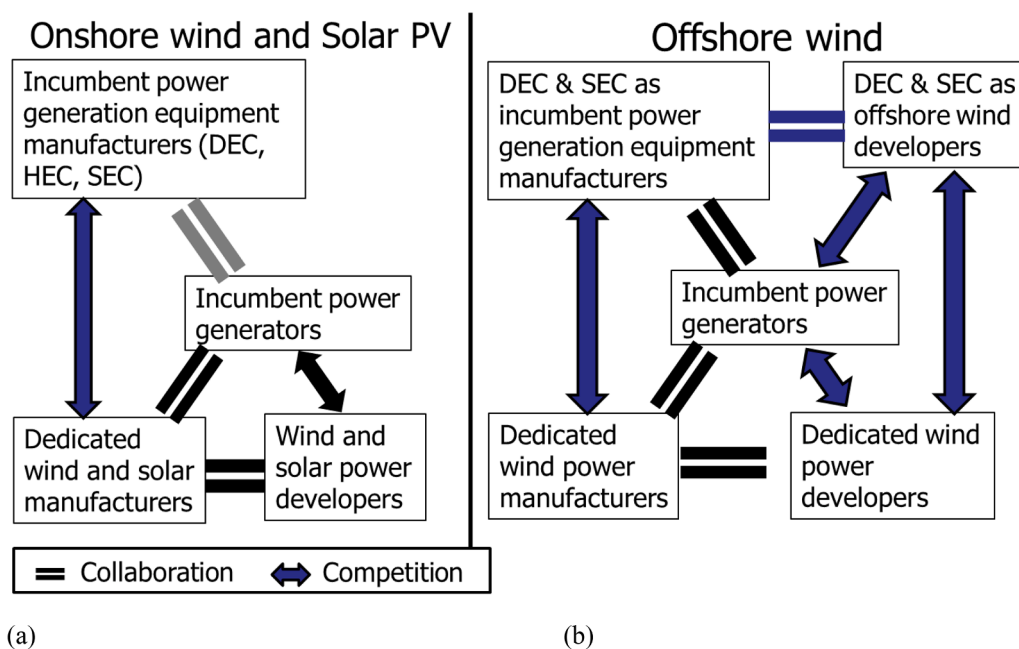 Onshore wind and Solar PV
Incumbent power
generation equipment
manufacturers (DEC,
HEC, SEC)
Incumbent power
generators
Dedicated
wind and solar
manufacturers
Wind and
solar power
developers
Offshore wind
DEC & SEC as
incumbent power
generation equipment
manufacturers
DEC & SEC as
offshore wind
developers
Incumbent power
generators
Dedicated
wind power
manufacturers
Dedicated wind
power
developers
Collaboration
Competition
(a)
(b)